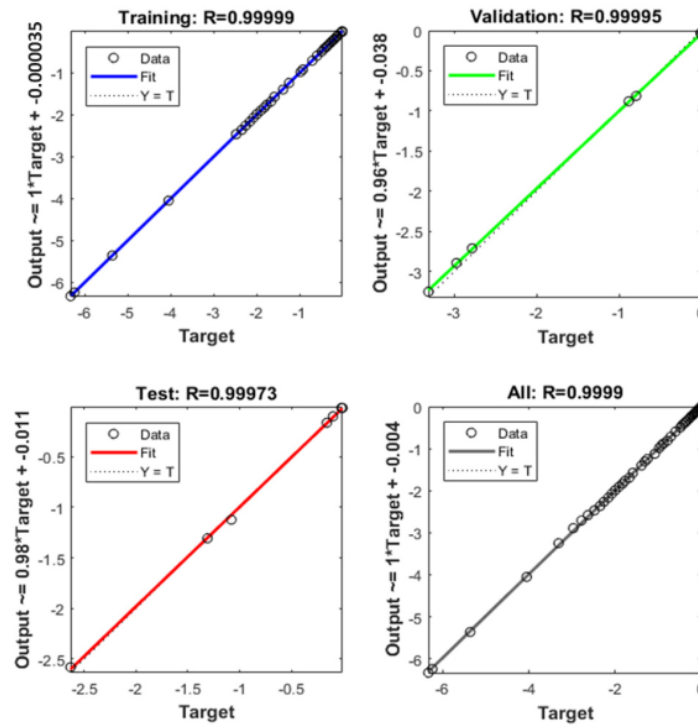 Training: R=0.99999
Output ~= 1*Target + -0.000035
Data
Fit
Y = T
-1
-2
-3
-4
-5
-6
-6
-5
-4
-3
-2
-1
Target
Validation: R=0.99995
Output ~= 0.96*Target + -0.038
Data
Fit
Y = T
0
-0.5
-1
-1.5
-2
-2.5
-3
-3
-2
-1
0
Target
Test: R=0.99973
Output ~= 0.98*Target + -0.011
Data
Fit
Y = T
-0.5
-1
-1.5
-2
-2.5
-2.5
-2
-1.5
-1
-0.5
Target
All: R=0.9999
Output ~= 1*Target + -0.004
Data
Fit
Y = T
0
-1
-2
-3
-4
-5
-6
-6
-4
-2
0
Target